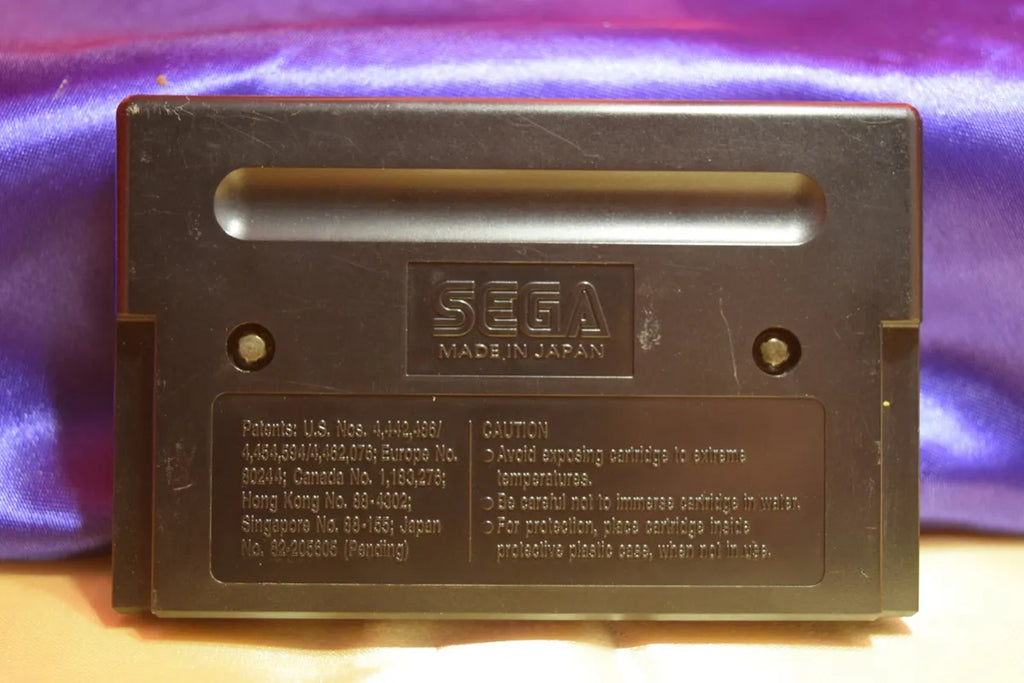 SEGA
MADE IN JAPAN
Patents: U.S. Nos. 4,442,486/
4,454,594/4,462,076; Europe No.
80244; Canada No. 1,183,276;
Hong Kong No. 88-4302;
Singapore No. 88-155; Japan
No. 82-205605 (Pending)
CAUTION
Avoid exposing cartridge to extreme
temperatures.
Be careful not to immerse cartridge in water.
For protection, place cartridge inside
protective plastic case, when not in use.